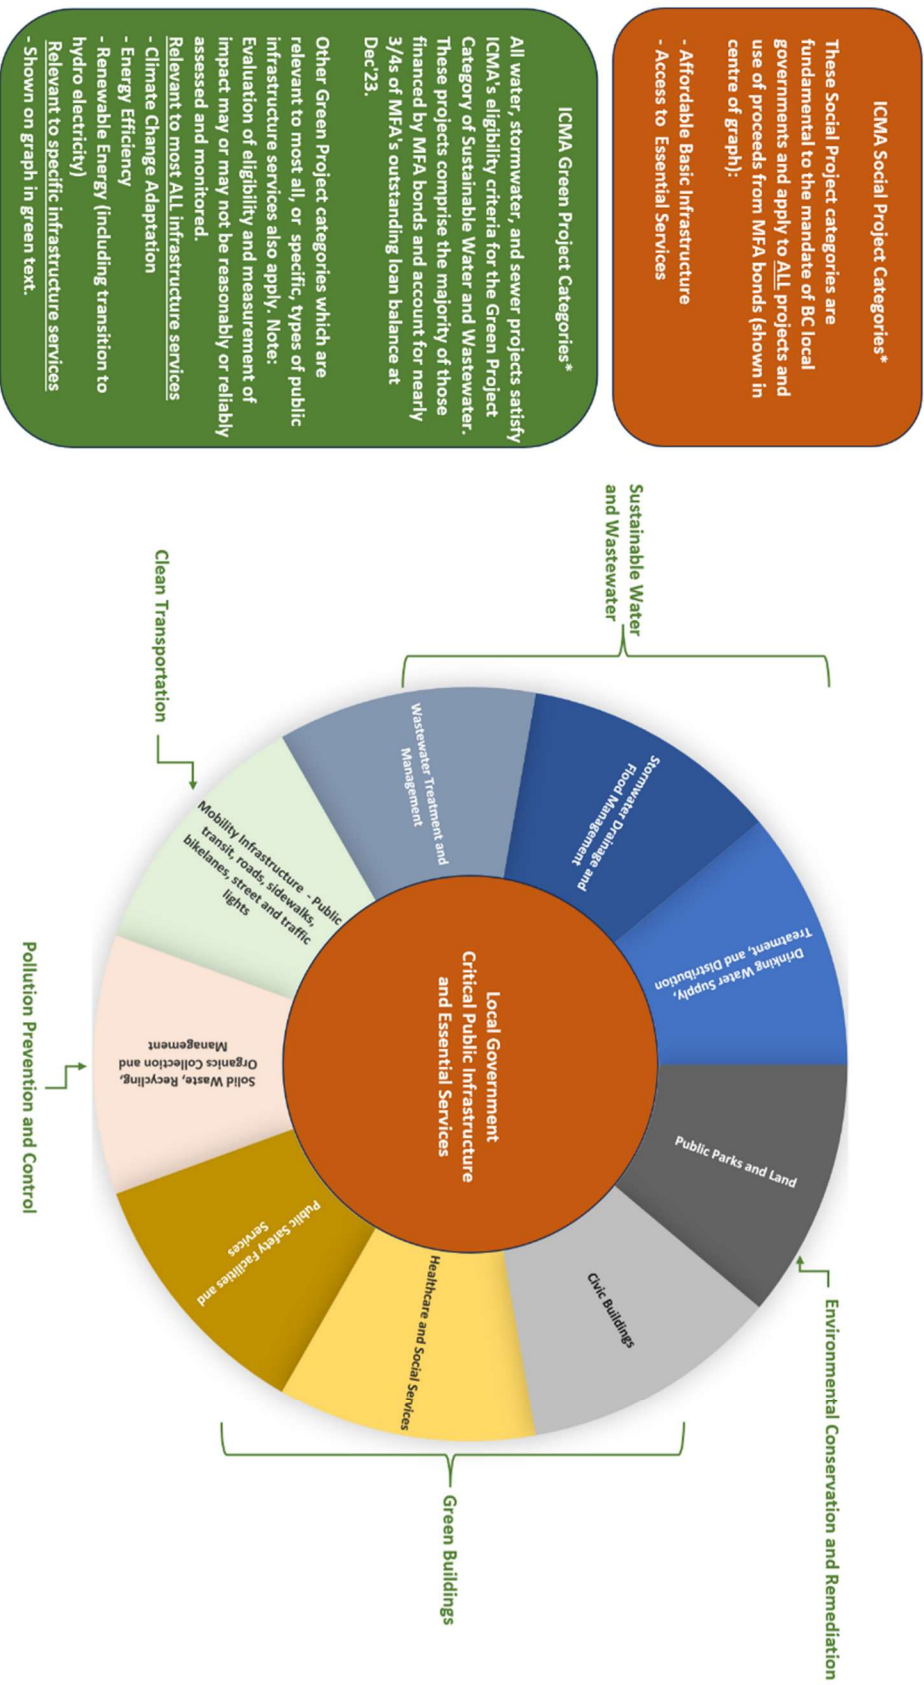 ICMA Social Project Categories*
These Social Project categories are
fundamental to the mandate of BC local
governments and apply to ALL projects and
use of proceeds from MFA bonds (shown in
centre of graph):
- Affordable Basic Infrastructure
- Access to Essential Services
ICMA Green Project Categories*
All water, stormwater, and sewer projects satisfy
ICMA's eligibility criteria for the Green Project
Category of Sustainable Water and Wastewater.
These projects comprise the majority of those
financed by MFA bonds and account for nearly
3/4s of MFA's outstanding loan balance at
Dec'23.
Other Green Project categories which are
relevant to most all, or specific, types of public
infrastructure services also apply. Note:
Evaluation of eligibility and measurement of
impact may or may not be reasonably or reliably
assessed and monitored.
Relevant to most ALL infrastructure services
- Climate Change Adaptation
- Energy Efficiency
- Renewable Energy (including transition to
hydro electricity)
Relevant to specific infrastructure services
- Shown on graph in green text.
Sustainable Water
and Wastewater
Clean Transportation
Pollution Prevention and Control
Environmental Conservation and Remediation
Green Buildings
Local Government
Critical Public Infrastructure
and Essential Services
Public Parks and Land
Civic Buildings
Healthcare and Social Services
Public Safety Facilities and
Services
Solid Waste, Recycling,
Organics Collection and
Management
Mobility Infrastructure - Public
transit, roads, sidewalks,
bikelanes, street and traffic
lights
Wastewater Treatment and
Management
Stormwater Drainage and
Flood Management
Drinking Water Supply,
Treatment, and Distribution